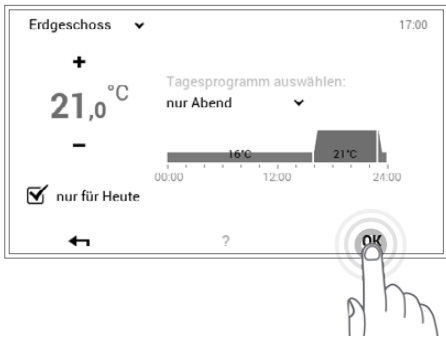 Erdgeschoss
17:00
+
21,0°C
−
Tagesprogramm auswählen:
nur Abend
16°C
21°C
00:00
12:00
24:00
nur für Heute
?
OK